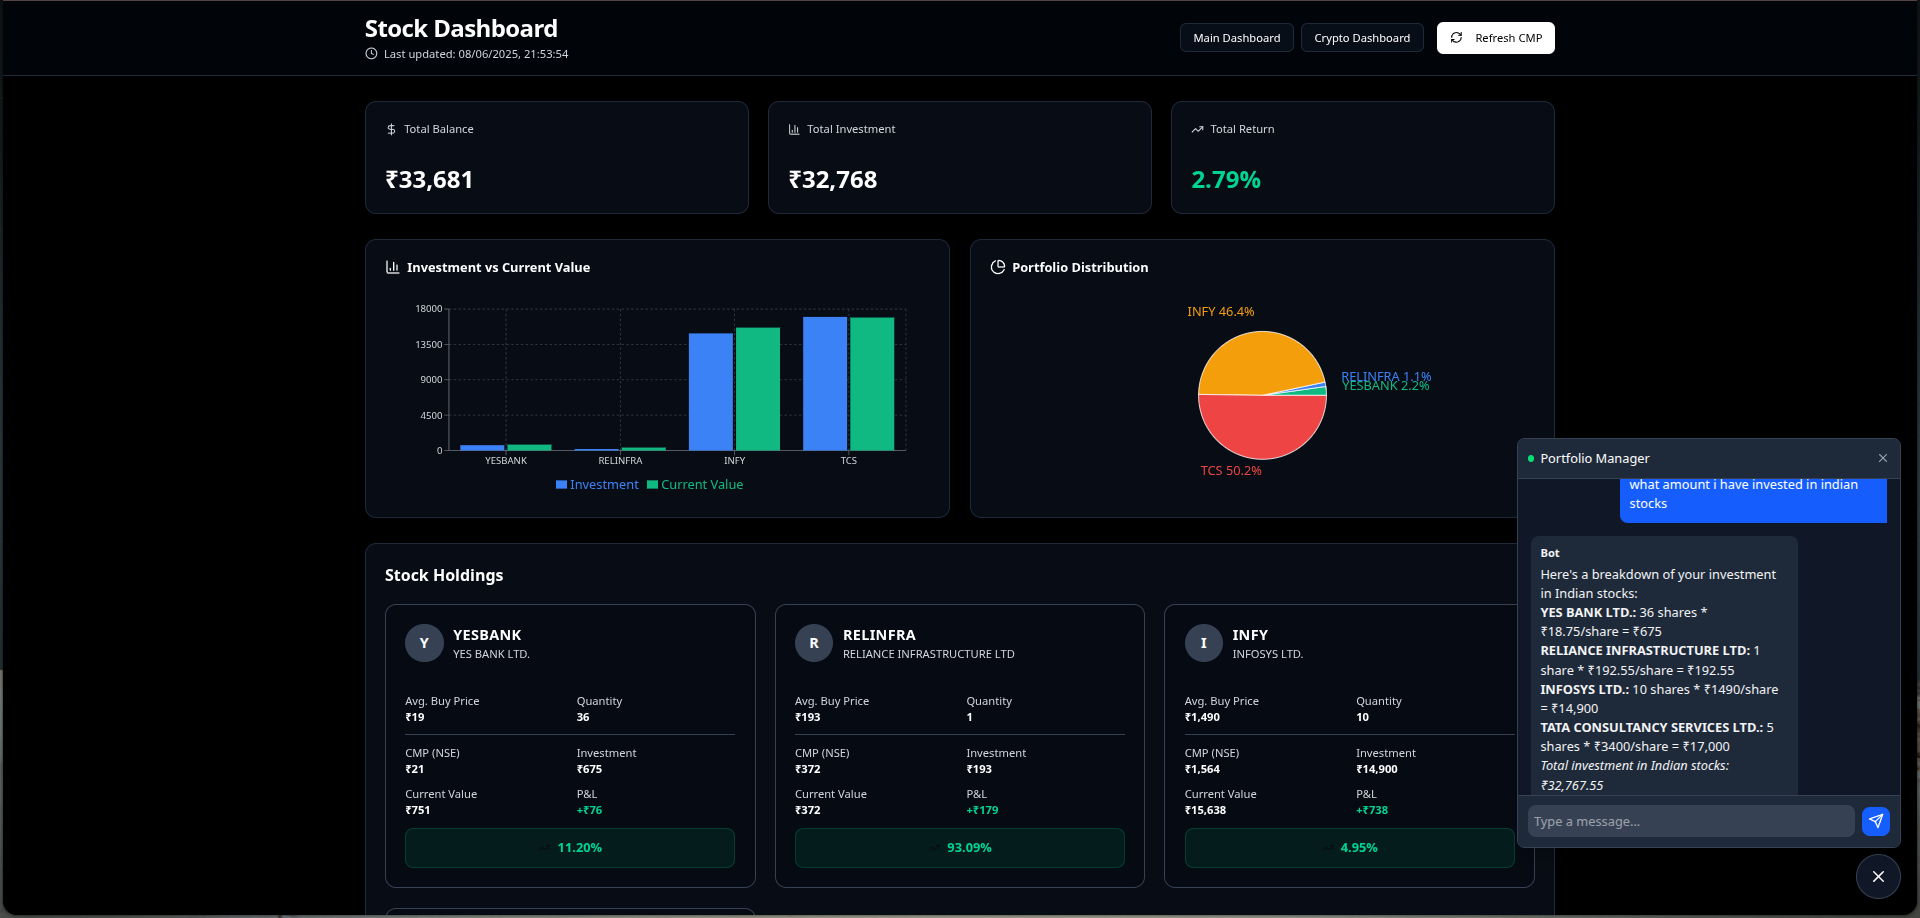 Stock Dashboard
Last updated: 08/06/2025, 21:53:54
Main Dashboard
Crypto Dashboard
Refresh CMP
Total Balance
₹33,681
Total Investment
₹32,768
Total Return
2.79%
Investment vs Current Value
18000
13500
9000
4500
0
YESBANK
RELINFRA
INFY
TCS
Investment
Current Value
Portfolio Distribution
INFY 46.4%
RELINFRA 1.1%
YESBANK 2.2%
TCS 50.2%
Stock Holdings
Y
YESBANK
YES BANK LTD.
Avg. Buy Price
Quantity
₹19
36
CMP (NSE)
Investment
₹21
₹675
Current Value
P&L
₹751
+₹76
11.20%
R
RELINFRA
RELIANCE INFRASTRUCTURE LTD
Avg. Buy Price
Quantity
₹193
1
CMP (NSE)
Investment
₹372
₹193
Current Value
P&L
₹372
+₹179
93.09%
I
INFY
INFOSYS LTD.
Avg. Buy Price
Quantity
₹1,490
10
CMP (NSE)
Investment
₹1,564
₹14,900
Current Value
P&L
₹15,638
+₹738
4.95%
Portfolio Manager
what amount i have invested in indian
stocks
Bot
Here's a breakdown of your investment
in Indian stocks:
YES BANK LTD.: 36 shares *
₹18.75/share = ₹675
RELIANCE INFRASTRUCTURE LTD: 1
share * ₹192.55/share = ₹192.55
INFOSYS LTD.: 10 shares * ₹1490/share
= ₹14,900
TATA CONSULTANCY SERVICES LTD.: 5
shares * ₹3400/share = ₹17,000
Total investment in Indian stocks:
₹32,767.55
Type a message...